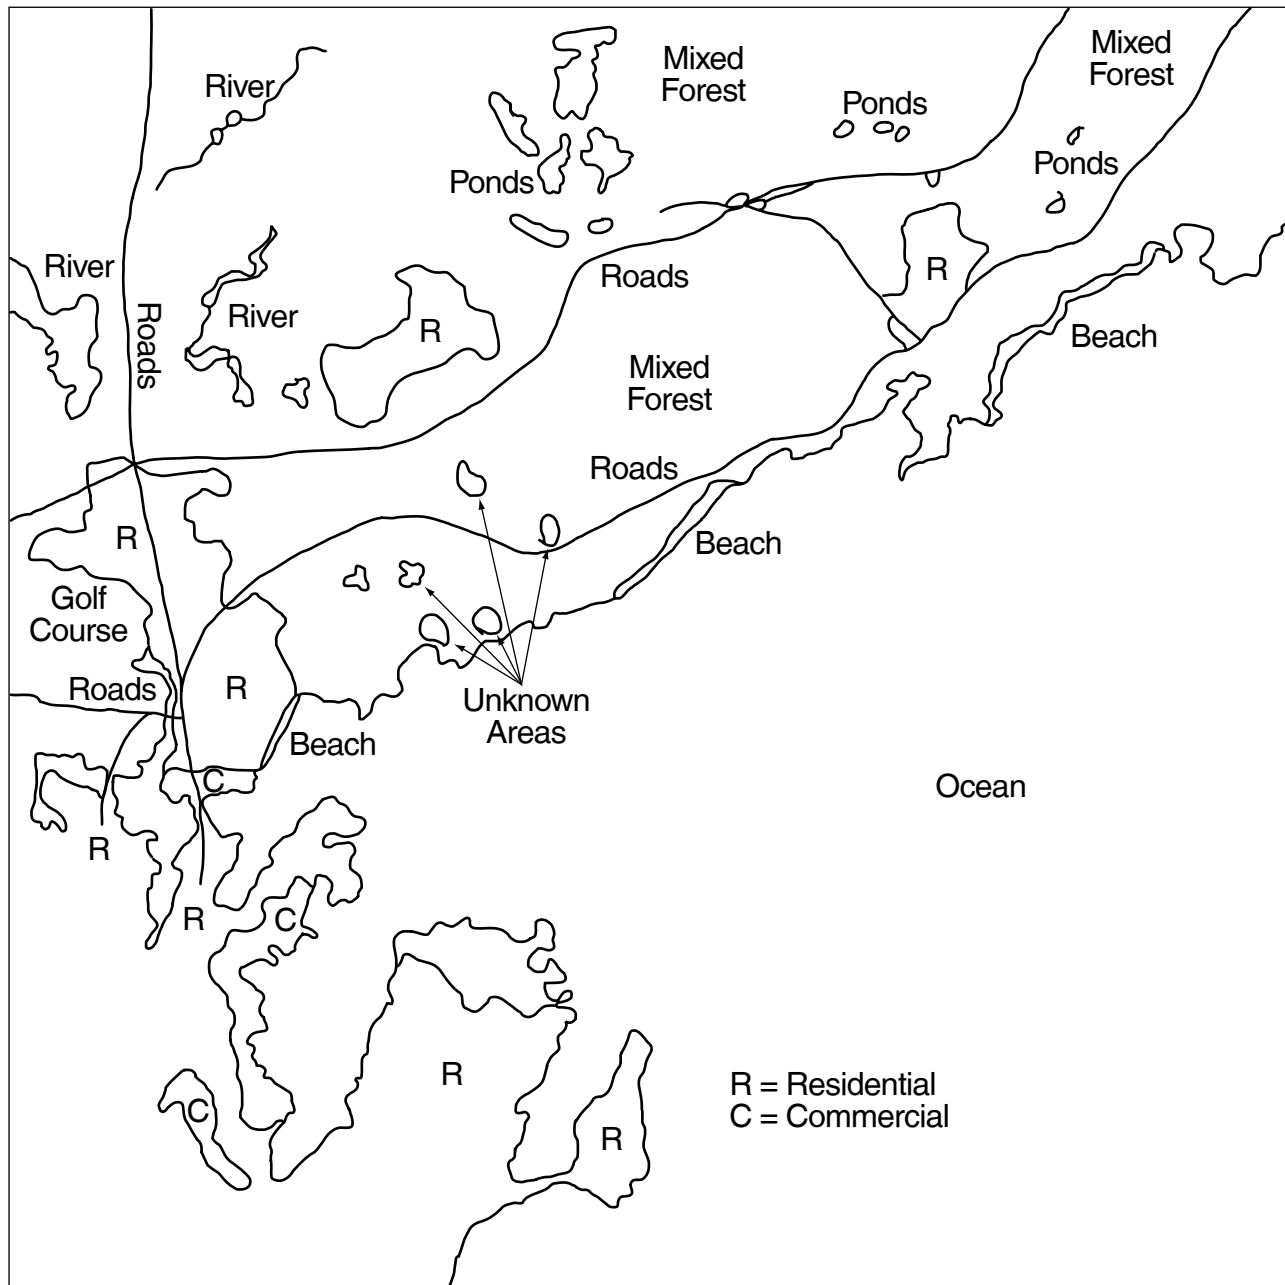 Mixed
Forest
Mixed
Forest
River
Ponds
Ponds
Ponds
River
Roads
R
River
Roads
R
Beach
Mixed
Forest
Roads
R
Beach
Golf
Course
Roads
R
Unknown
Areas
Beach
C
Ocean
R
R
C
R
R = Residential
C = Commercial
C
R